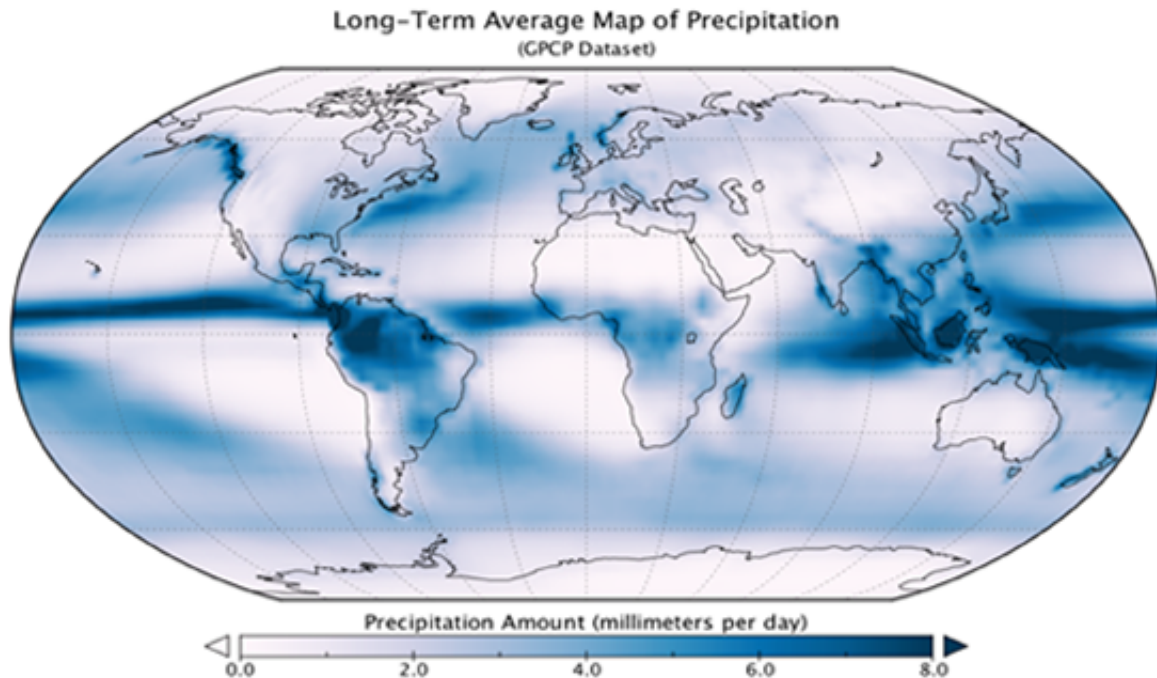 Long-Term Average Map of Precipitation
(GPCP Dataset)
Precipitation Amount (millimeters per day)
0.0 2.0 4.0 6.0 8.0